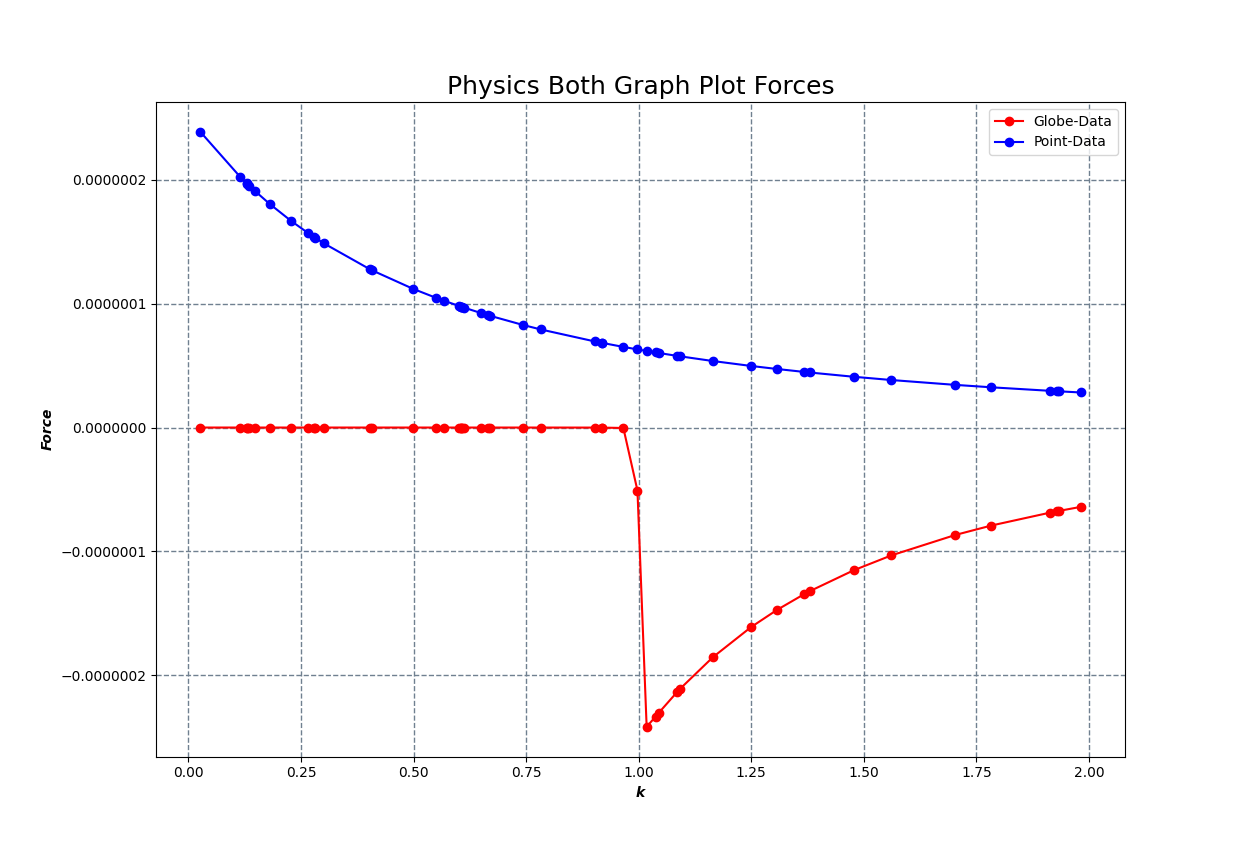 Physics Both Graph Plot Forces
Globe-Data
Point-Data
0.0000002
0.0000001
0.0000000
−0.0000001
−0.0000002
Force
0.00 0.25 0.50 0.75 1.00 1.25 1.50 1.75 2.00
k